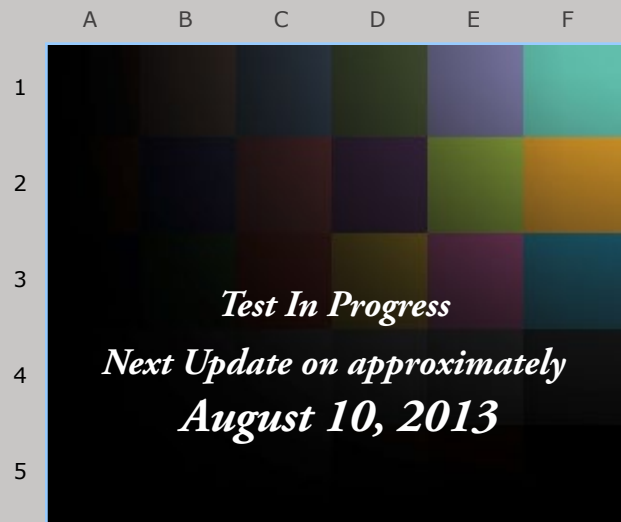 A B C D E F
1
2
3
Test In Progress
Next Update on approximately
4
August 10, 2013
5